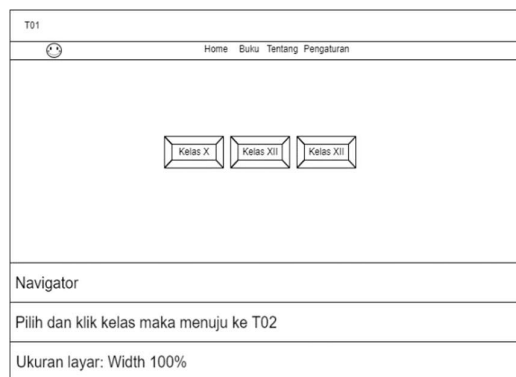 T01
Home Buku Tentang Pengaturan
Kelas X Kelas XII Kelas XII
Navigator
Pilih dan klik kelas maka menuju ke T02
Ukuran layar: Width 100%